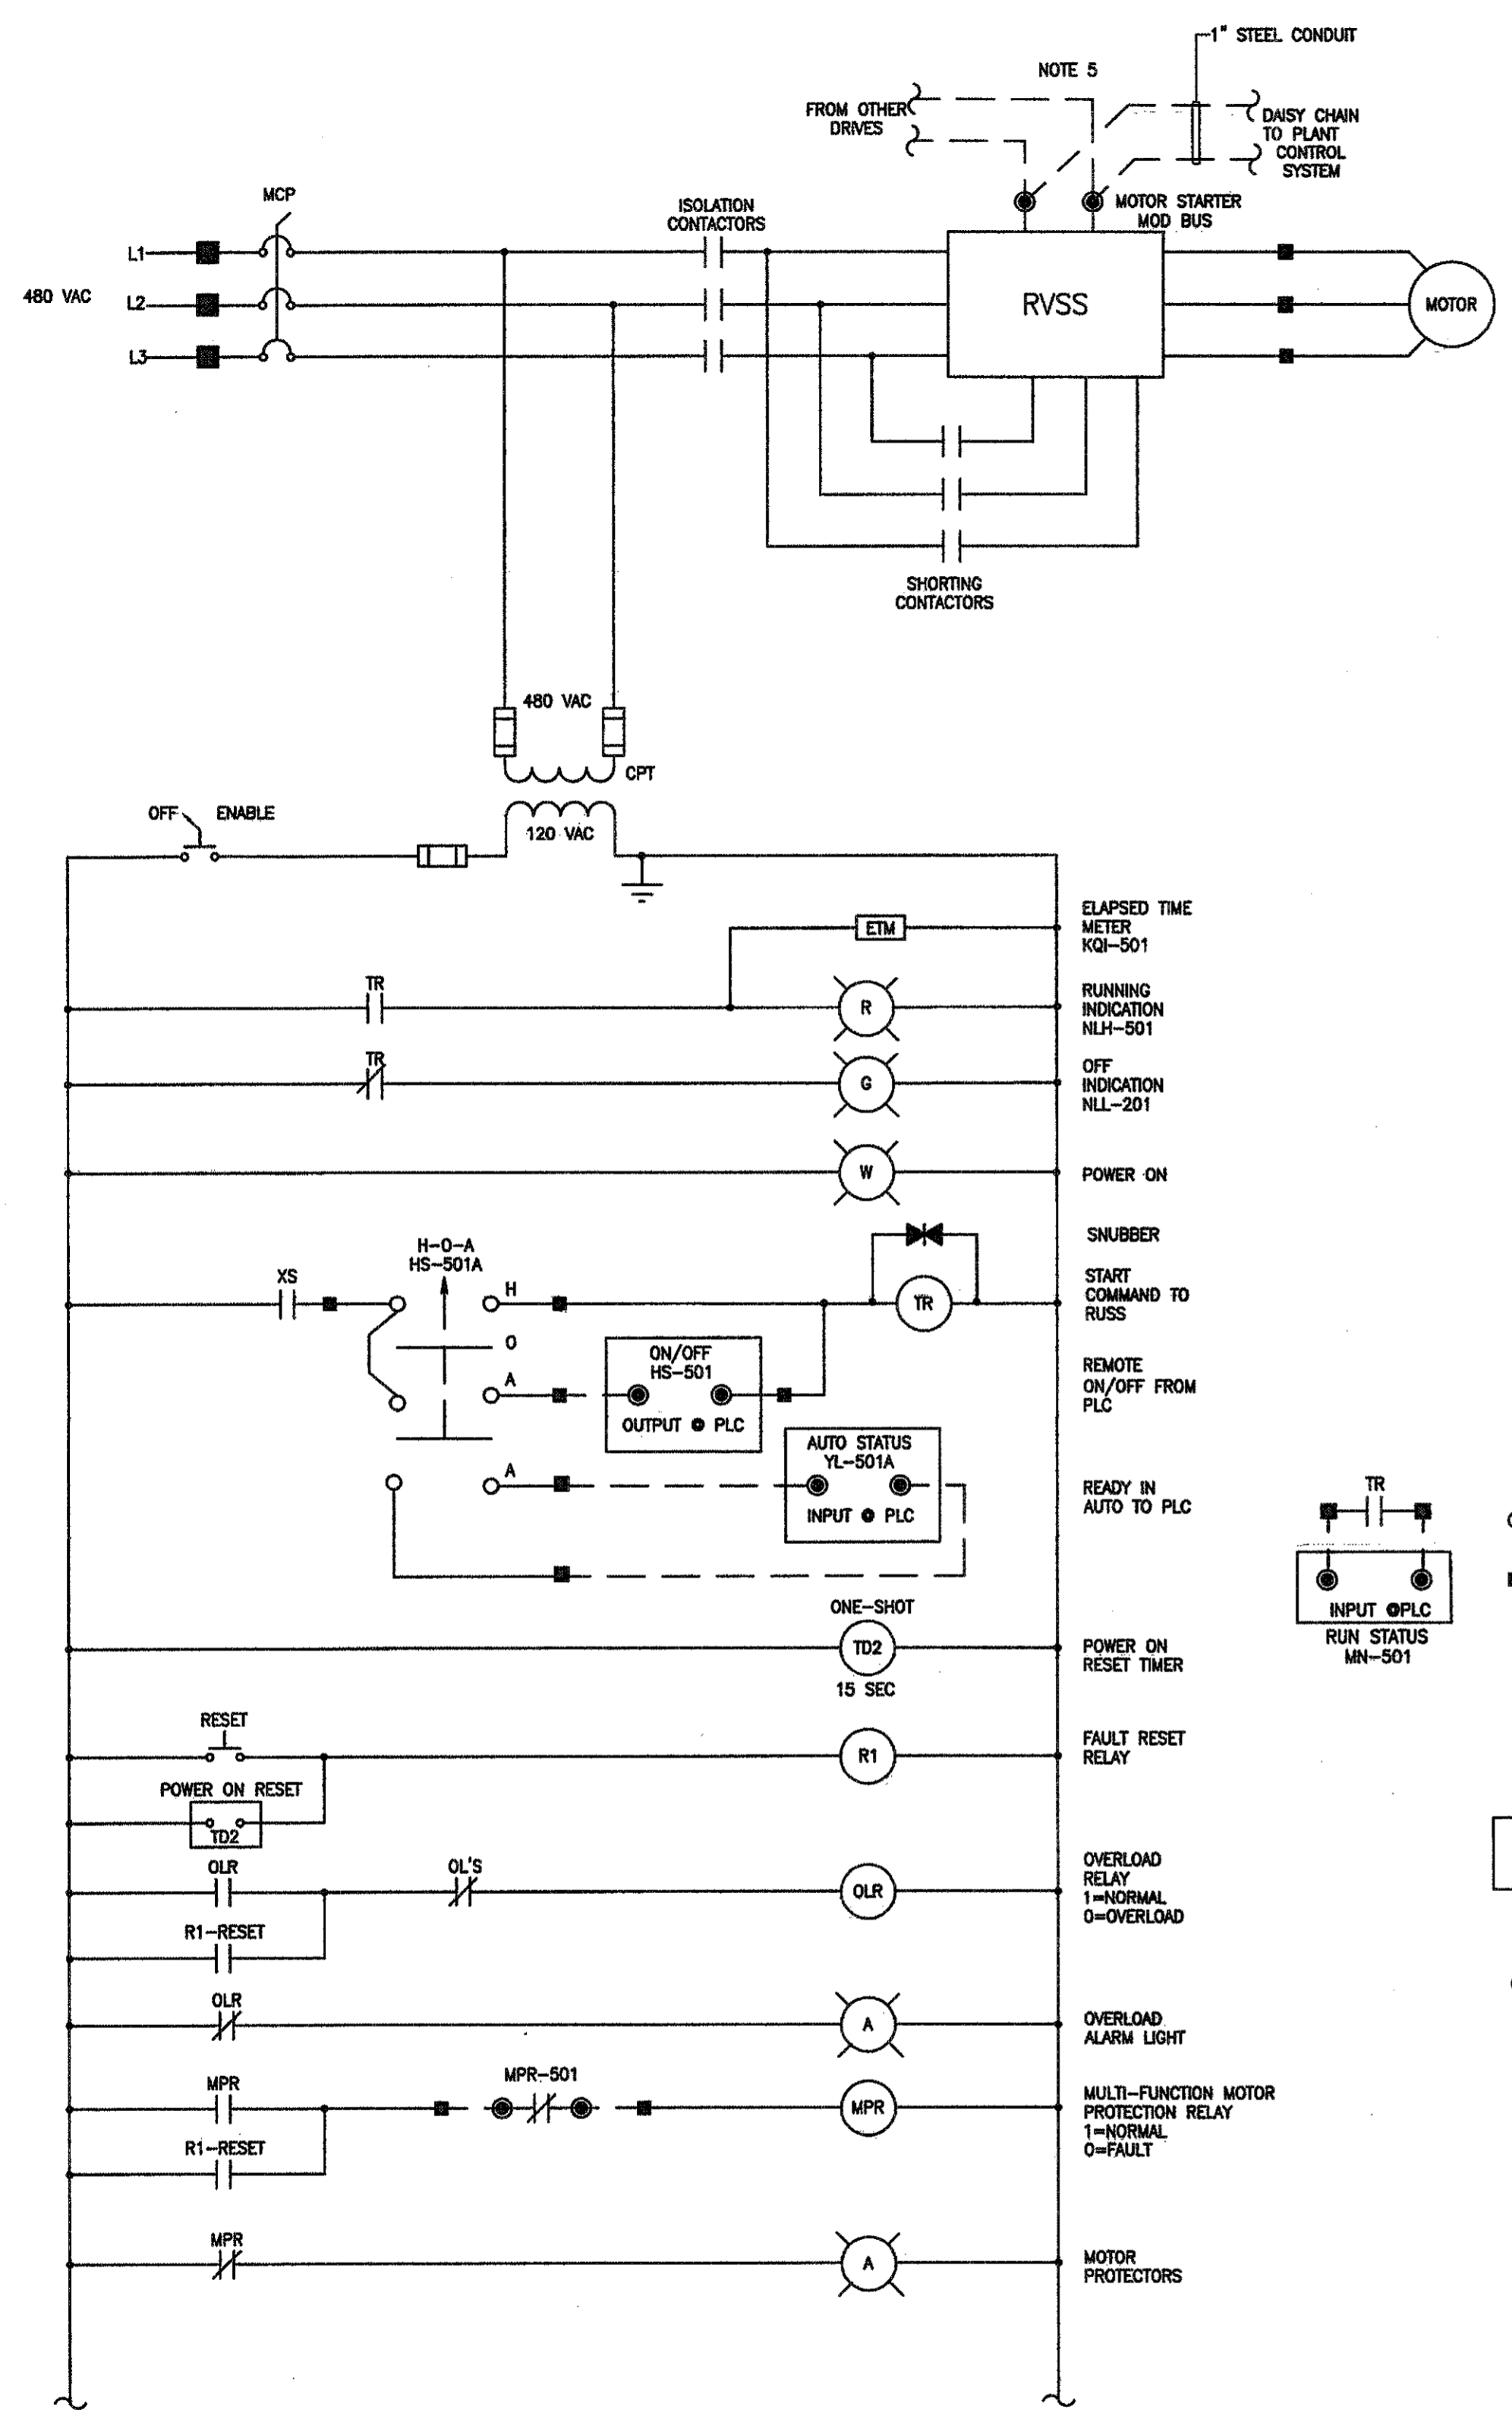 1" STEEL CONDUIT
NOTE 5
FROM OTHER
DRIVES
DAISY CHAIN
TO PLANT
CONTROL
SYSTEM
MCP
ISOLATION
CONTACTORS
MOTOR STARTER
MOD BUS
L1
480 VAC
L2
RVSS
MOTOR
L3
SHORTING
CONTACTORS
480 VAC
CPT
OFF
ENABLE
120 VAC
ETM
ELAPSED TIME
METER
KQI-501
TR
R
RUNNING
INDICATION
NLH-501
TR
G
OFF
INDICATION
NLL-201
W
POWER ON
SNUBBER
H-O-A
HS-501A
XS
H
TR
START
COMMAND TO
RUSS
O
ON/OFF
HS-501
OUTPUT @ PLC
A
REMOTE
ON/OFF FROM
PLC
AUTO STATUS
YL-501A
INPUT @ PLC
A
READY IN
AUTO TO PLC
TR
INPUT @PLC
RUN STATUS
MN-501
ONE-SHOT
TD2
15 SEC
POWER ON
RESET TIMER
RESET
R1
FAULT RESET
RELAY
POWER ON RESET
TD2
OLR
OL'S
OLR
OVERLOAD
RELAY
1=NORMAL
0=OVERLOAD
R1-RESET
OLR
A
OVERLOAD
ALARM LIGHT
MPR
MPR-501
MPR
MULTI-FUNCTION MOTOR
PROTECTION RELAY
1=NORMAL
0=FAULT
R1-RESET
MPR
A
MOTOR
PROTECTORS